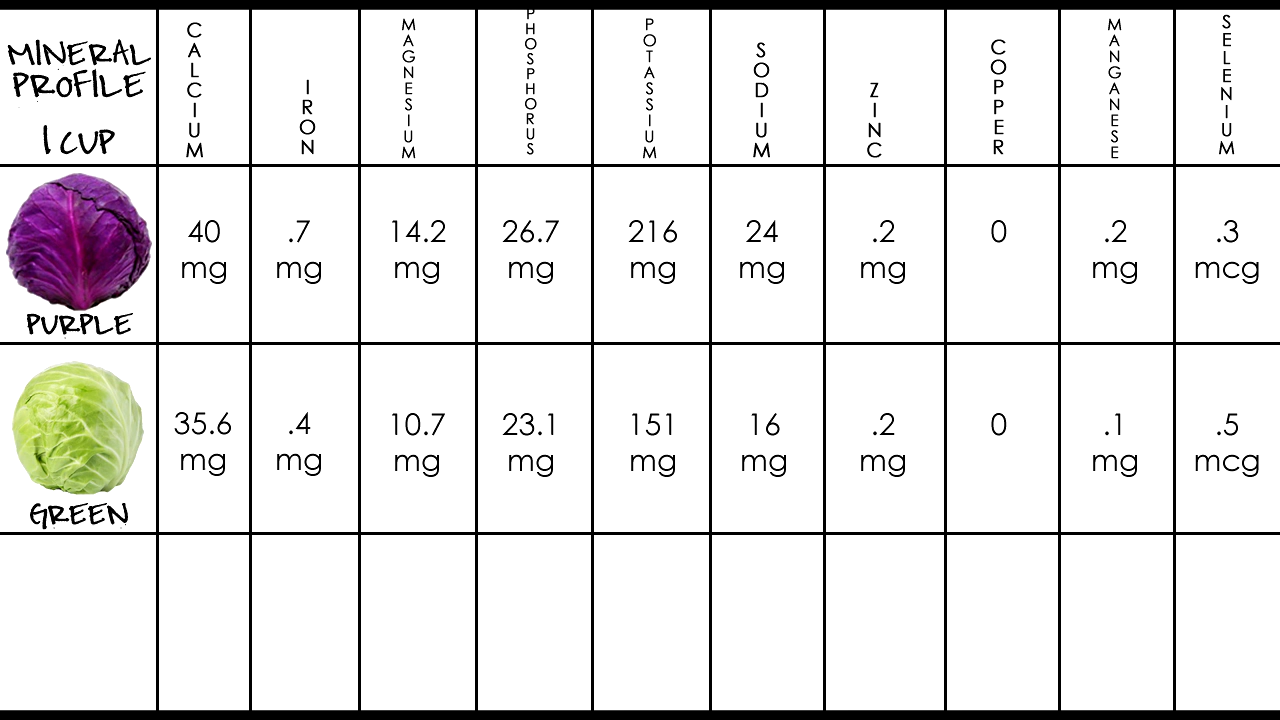 MINERAL
PROFILE
1 CUP
CALCIUM
IRON
MAGNESIUM
PHOSPHORUS
POTASSIUM
SODIUM
ZINC
COPPER
MANGANESE
SELENIUM
40 .7 14.2 26.7 216 24 .2 0 .2 .3
mg mg mg mg mg mg mg mg mcg
PURPLE
35.6 .4 10.7 23.1 151 16 .2 0 .1 .5
mg mg mg mg mg mg mg mg mcg
GREEN